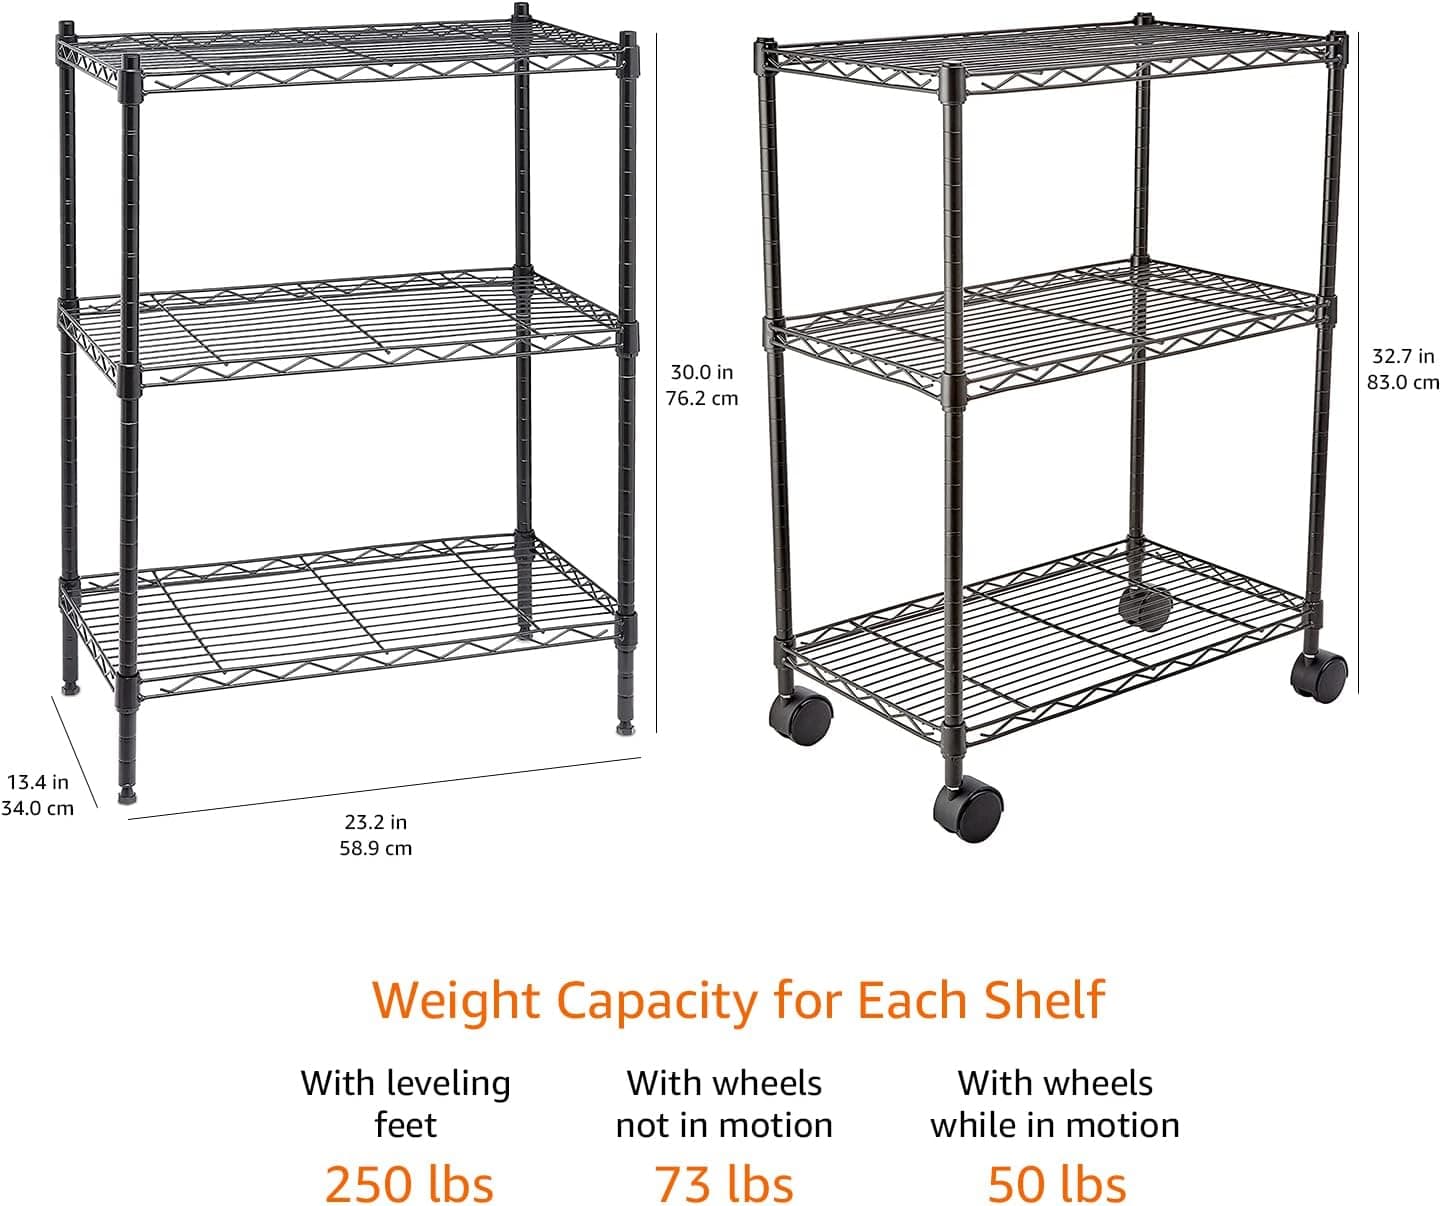 30.0 in
76.2 cm
32.7 in
83.0 cm
13.4 in
34.0 cm
23.2 in
58.9 cm
Weight Capacity for Each Shelf
With leveling
feet
250 lbs
With wheels
not in motion
73 lbs
With wheels
while in motion
50 lbs